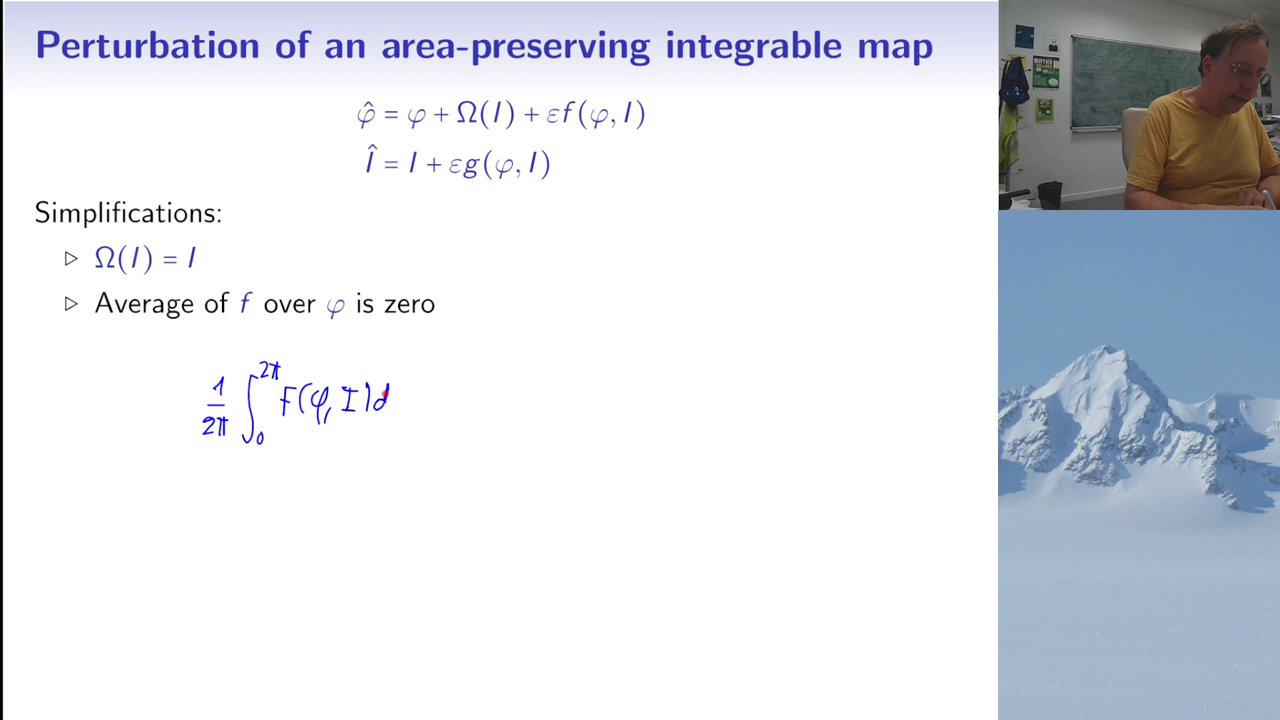 Perturbation of an area-preserving integrable map
φ̂ = φ + Ω(I) + εf(φ, I)
Î = I + εg(φ, I)
Simplifications:
▷ Ω(I) = I
▷ Average of f over φ is zero
1/2π ∫₀^2π f(φ, I) d